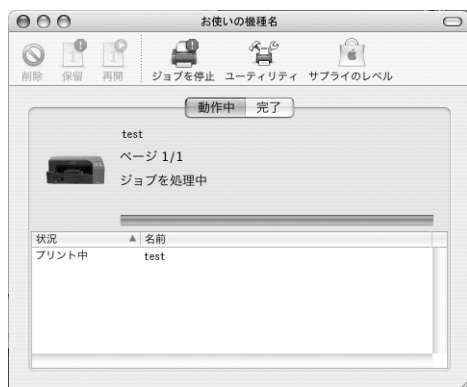 お使いの機種名
削除 保留 再開 ジョブを停止 ユーティリティ サプライのレベル
動作中 完了
test
ページ 1/1
ジョブを処理中
状況 名前
プリント中 test